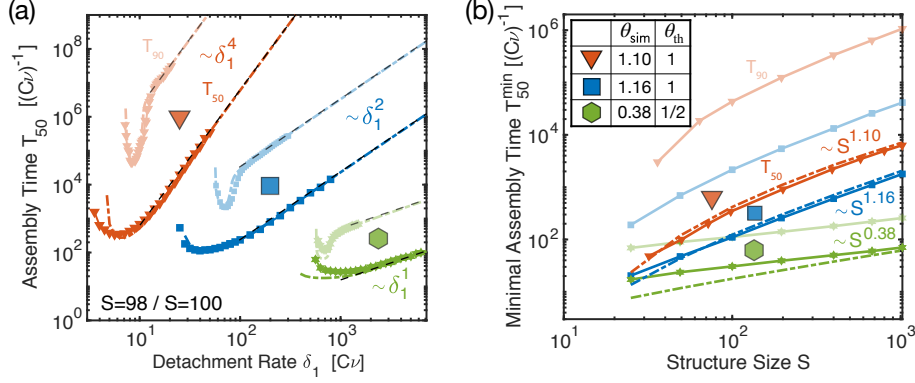 (a)
Assembly Time T₅₀ [(Cν)⁻¹]
10⁸
10⁶
10⁴
10²
10⁰
T₉₀
T₅₀
~δ₁⁴
~δ₁²
~δ₁¹
S=98 / S=100
10¹
10²
10³
Detachment Rate δ₁ [Cν]
(b)
Minimal Assembly Time T₅₀ᵐⁱⁿ [(Cν)⁻¹]
10⁶
10⁴
10²
θsim θth
1.10 1
1.16 1
0.38 1/2
T₉₀
T₅₀
~S¹·¹⁰
~S¹·¹⁶
~S⁰·³⁸
10¹
10²
10³
Structure Size S